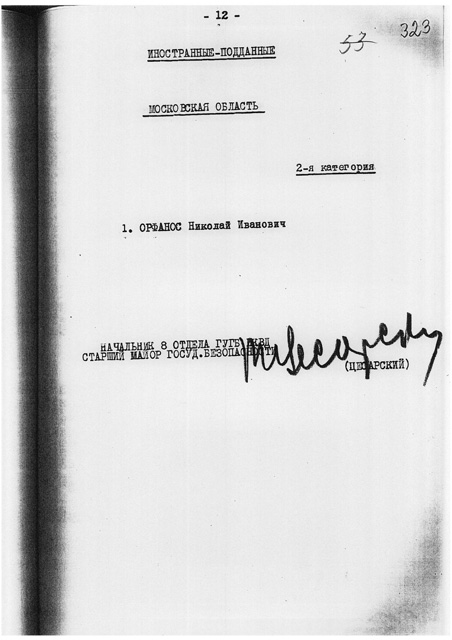 - 12 -
53 323
ИНОСТРАННЫЕ-ПОДДАННЫЕ
МОСКОВСКАЯ ОБЛАСТЬ
2-я категория
1. ОРФАНОС Николай Иванович
НАЧАЛЬНИК 8 ОТДЕЛА ГУГБ НКВД
СТАРШИЙ МАЙОР ГОСУД.БЕЗОПАСНОСТИ
(ЦЕСАРСКИЙ)